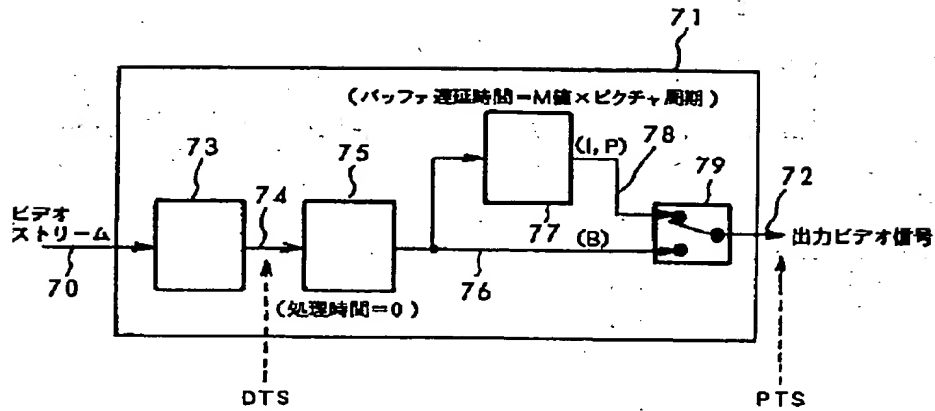 71
(バッファ遅延時間=M値×ピクチャ周期)
73
75
(I,P)
78
79
72
74
ビデオ
ストリーム
77
(B)
出力ビデオ信号
70
76
(処理時間=0)
DTS
PTS